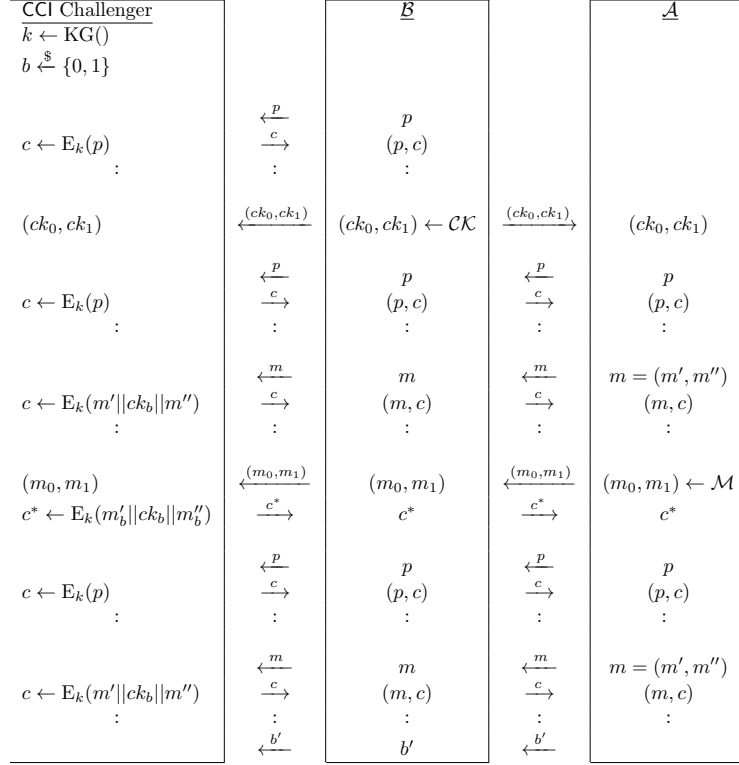 CCI Challenger B A
k ← KG()
b ←$ {0, 1}
←p p
c ← E_k(p) →c (p, c)
: : :
(ck_0, ck_1) ←(ck_0,ck_1) (ck_0, ck_1) ← CK →(ck_0,ck_1) (ck_0, ck_1)
←p p ←p p
c ← E_k(p) →c (p, c) →c (p, c)
: : : : :
←m m ←m m = (m′, m′′)
c ← E_k(m′||ck_b||m′′) →c (m, c) →c (m, c)
: : : : :
(m_0, m_1) ←(m_0,m_1) (m_0, m_1) ←(m_0,m_1) (m_0, m_1) ← M
c* ← E_k(m′_b||ck_b||m′′_b) →c* c* →c* c*
←p p ←p p
c ← E_k(p) →c (p, c) →c (p, c)
: : : : :
←m m ←m m = (m′, m′′)
c ← E_k(m′||ck_b||m′′) →c (m, c) →c (m, c)
: : : : :
←b′ b′ ←b′